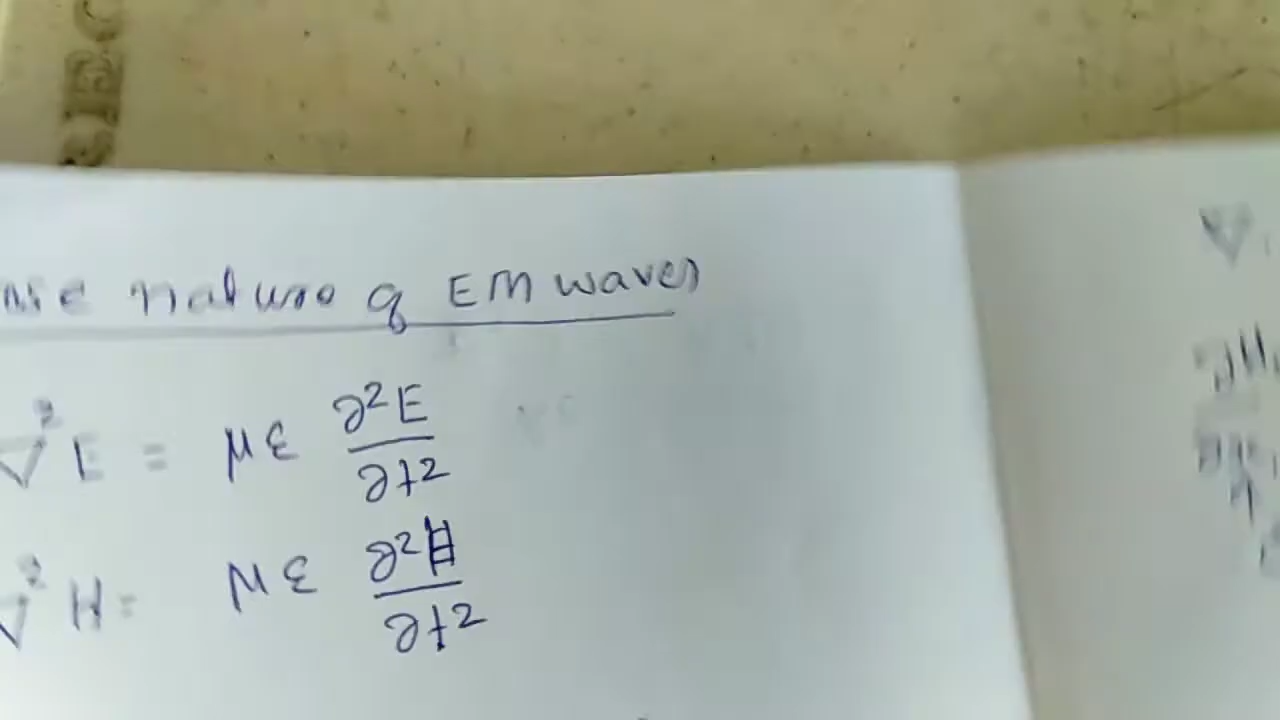 nature of EM waves
∇²E = με ∂²E/∂t²
∇²H = με ∂²H/∂t²